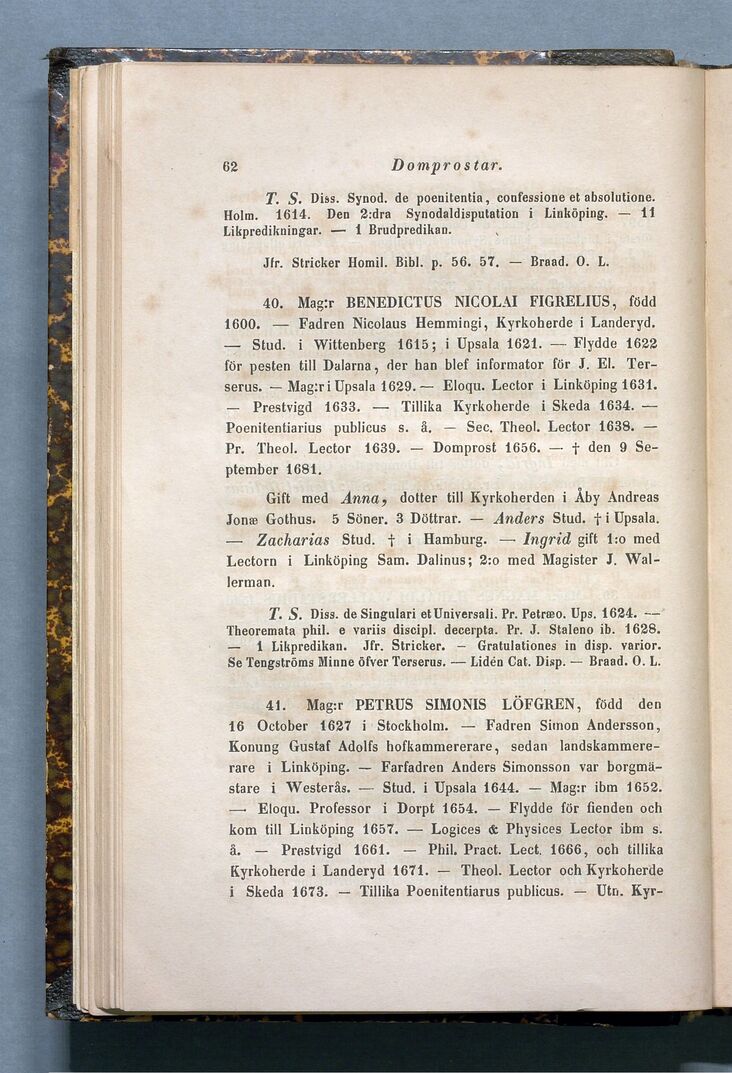 62 Domprostar.
T. S. Diss. Synod. de poenitentia, confessione et absolutione.
Holm. 1614. Den 2:dra Synodaldisputation i Linköping. — 11
Likpredikningar. — 1 Brudpredikan.
Jfr. Stricker Homil. Bibl. p. 56. 57. — Braad. O. L.
40. Mag:r BENEDICTUS NICOLAI FIGRELIUS, född
1600. — Fadren Nicolaus Hemmingi, Kyrkoherde i Landeryd.
— Stud. i Wittenberg 1615; i Upsala 1621. — Flydde 1622
för pesten till Dalarna, der han blef informator för J. El. Ter-
serus. — Mag:r i Upsala 1629. — Eloqu. Lector i Linköping 1631.
— Prestvigd 1633. — Tillika Kyrkoherde i Skeda 1634. —
Poenitentiarius publicus s. å. — Sec. Theol. Lector 1638. —
Pr. Theol. Lector 1639. — Domprost 1656. — † den 9 Se-
ptember 1681.
Gift med Anna, dotter till Kyrkoherden i Åby Andreas
Jonæ Gothus. 5 Söner. 3 Döttrar. — Anders Stud. † i Upsala.
— Zacharias Stud. † i Hamburg. — Ingrid gift 1:o med
Lectorn i Linköping Sam. Dalinus; 2:o med Magister J. Wal-
lerman.
T. S. Diss. de Singulari et Universali. Pr. Petræo. Ups. 1624. —
Theoremata phil. e variis discipl. decerpta. Pr. J. Staleno ib. 1628.
— 1 Likpredikan. Jfr. Stricker. — Gratulationes in disp. varior.
Se Tengströms Minne öfver Terserus. — Lidén Cat. Disp. — Braad. O. L.
41. Mag:r PETRUS SIMONIS LÖFGREN, född den
16 October 1627 i Stockholm. — Fadren Simon Andersson,
Konung Gustaf Adolfs hofkammererare, sedan landskammere-
rare i Linköping. — Farfadren Anders Simonsson var borgmä-
stare i Westerås. — Stud. i Upsala 1644. — Mag:r ibm 1652.
— Eloqu. Professor i Dorpt 1654. — Flydde för fienden och
kom till Linköping 1657. — Logices & Physices Lector ibm s.
å. — Prestvigd 1661. — Phil. Pract. Lect. 1666, och tillika
Kyrkoherde i Landeryd 1671. — Theol. Lector och Kyrkoherde
i Skeda 1673. — Tillika Poenitentiarus publicus. — Utn. Kyr-